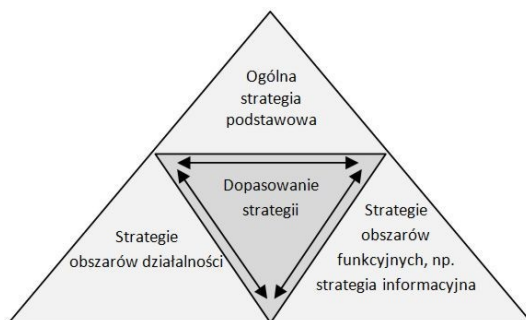 Ogólna
strategia
podstawowa
Dopasowanie
strategii
Strategie
obszarów działalności
Strategie
obszarów
funkcyjnych, np.
strategia informacyjna